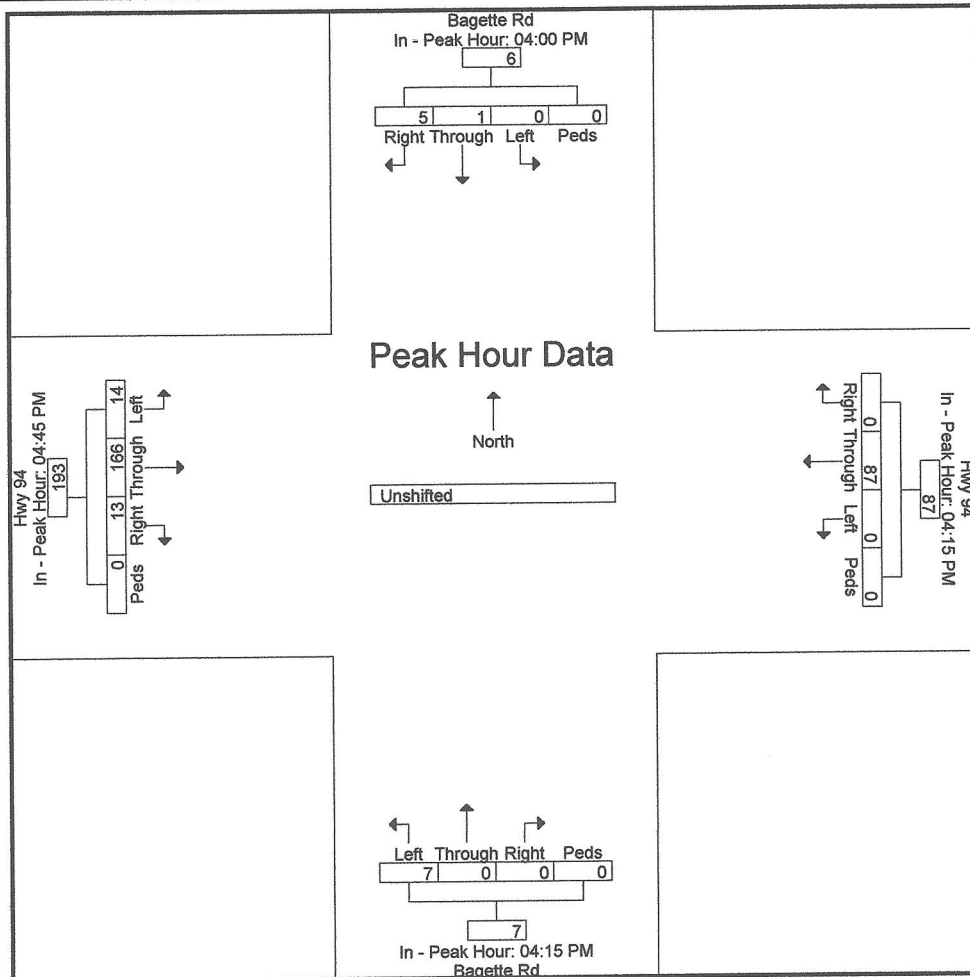 Bagette Rd
In - Peak Hour: 04:00 PM
6
5 1 0 0
Right Through Left Peds
Peak Hour Data
North
Unshifted
Hwy 94
In - Peak Hour: 04:45 PM
193
14 166 13 0
Left Through Right Peds
Hwy 94
In - Peak Hour: 04:15 PM
87
0 87 0 0
Right Through Left Peds
Left Through Right Peds
7 0 0 0
7
In - Peak Hour: 04:15 PM
Bagette Rd